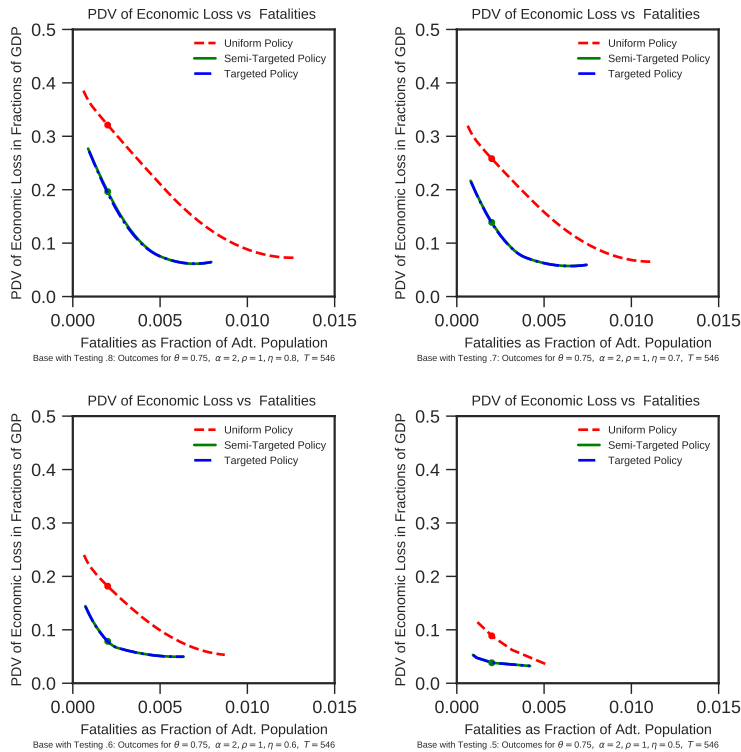 PDV of Economic Loss vs  Fatalities
PDV of Economic Loss in Fractions of GDP
0.5
0.4
0.3
0.2
0.1
0.0
Uniform Policy
Semi-Targeted Policy
Targeted Policy
0.000 0.005 0.010 0.015
Fatalities as Fraction of Adt. Population
Base with Testing .8: Outcomes for θ = 0.75, α = 2, ρ = 1, η = 0.8, T = 546
PDV of Economic Loss vs  Fatalities
PDV of Economic Loss in Fractions of GDP
0.5
0.4
0.3
0.2
0.1
0.0
Uniform Policy
Semi-Targeted Policy
Targeted Policy
0.000 0.005 0.010 0.015
Fatalities as Fraction of Adt. Population
Base with Testing .7: Outcomes for θ = 0.75, α = 2, ρ = 1, η = 0.7, T = 546
PDV of Economic Loss vs  Fatalities
PDV of Economic Loss in Fractions of GDP
0.5
0.4
0.3
0.2
0.1
0.0
Uniform Policy
Semi-Targeted Policy
Targeted Policy
0.000 0.005 0.010 0.015
Fatalities as Fraction of Adt. Population
Base with Testing .6: Outcomes for θ = 0.75, α = 2, ρ = 1, η = 0.6, T = 546
PDV of Economic Loss vs  Fatalities
PDV of Economic Loss in Fractions of GDP
0.5
0.4
0.3
0.2
0.1
0.0
Uniform Policy
Semi-Targeted Policy
Targeted Policy
0.000 0.005 0.010 0.015
Fatalities as Fraction of Adt. Population
Base with Testing .5: Outcomes for θ = 0.75, α = 2, ρ = 1, η = 0.5, T = 546